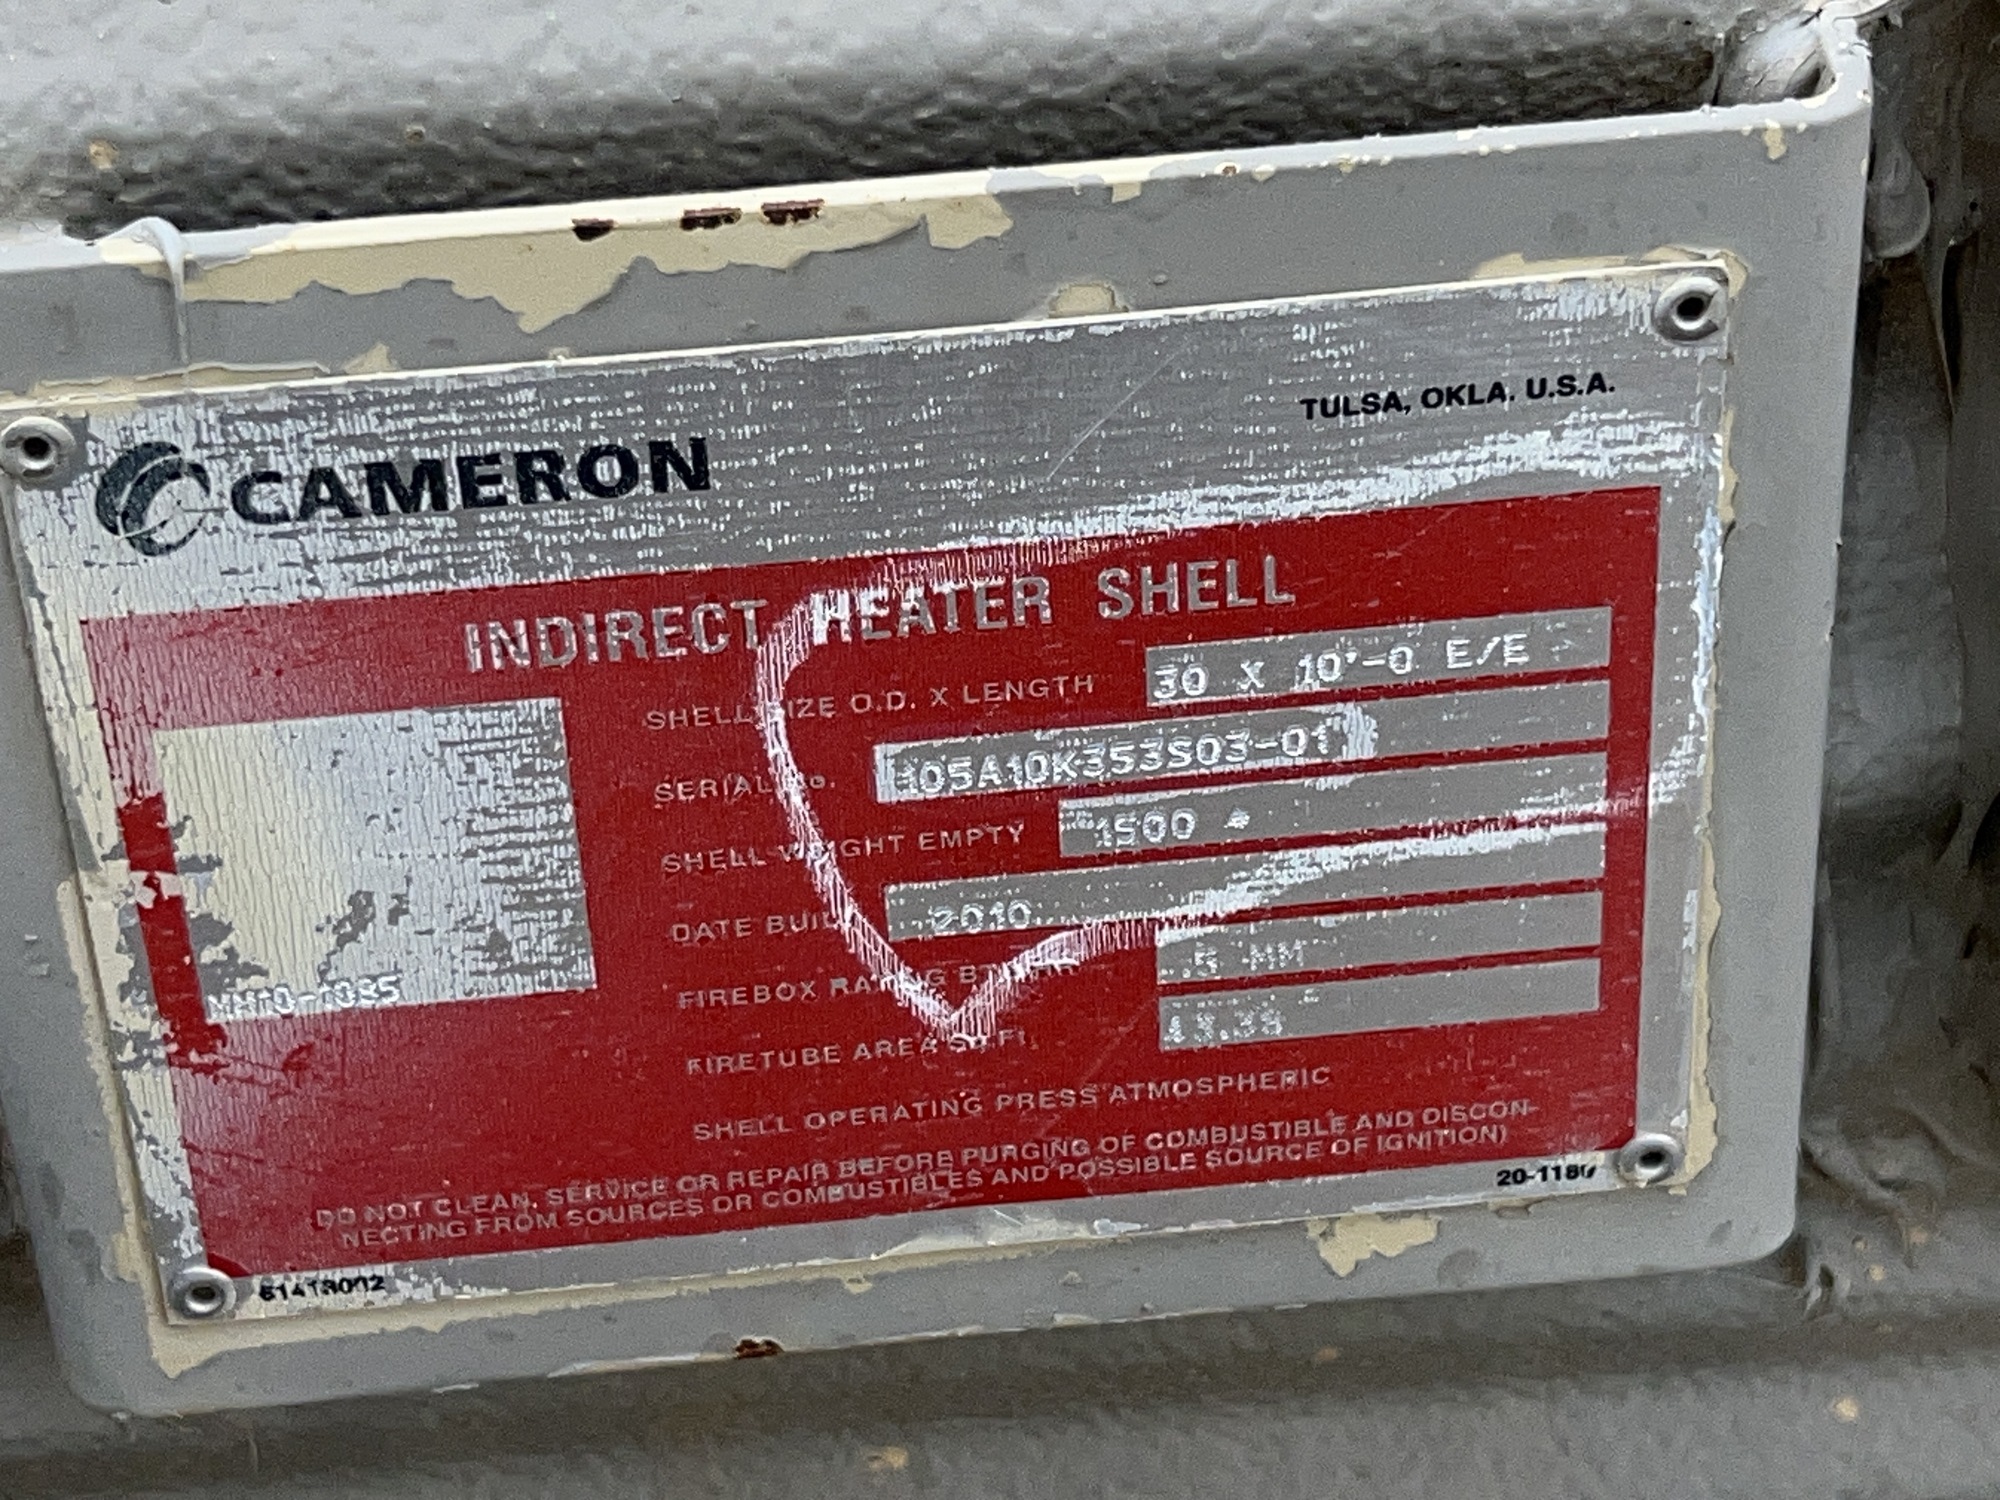 CAMERON
TULSA, OKLA. U.S.A.
INDIRECT HEATER SHELL
SHELL SIZE O.D. X LENGTH 30 X 10'-0 E/E
SERIAL No. 105A10K353S03-01
SHELL WEIGHT EMPTY 1500
DATE BUILT 2010
FIREBOX RATING BTU/HR .5 MM
FIRETUBE AREA SQ.FT.
SHELL OPERATING PRESS ATMOSPHERIC
DO NOT CLEAN, SERVICE OR REPAIR BEFORE PURGING OF COMBUSTIBLE AND DISCON-
NECTING FROM SOURCES OR COMBUSTIBLES AND POSSIBLE SOURCE OF IGNITION)